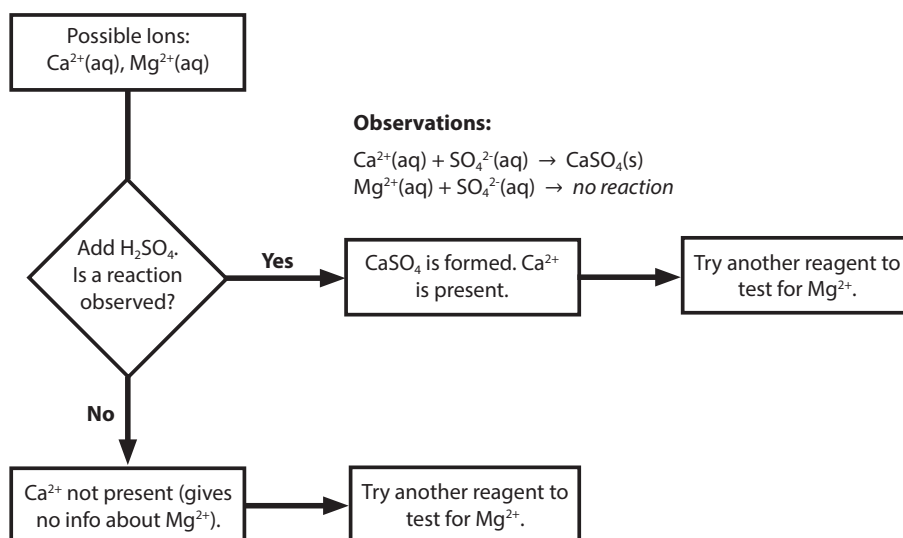 Possible Ions:
Ca²⁺(aq), Mg²⁺(aq)
Observations:
Ca²⁺(aq) + SO₄²⁻(aq) → CaSO₄(s)
Mg²⁺(aq) + SO₄²⁻(aq) → no reaction
Add H₂SO₄.
Is a reaction
observed?
Yes
CaSO₄ is formed. Ca²⁺
is present.
Try another reagent to
test for Mg²⁺.
No
Ca²⁺ not present (gives
no info about Mg²⁺).
Try another reagent to
test for Mg²⁺.